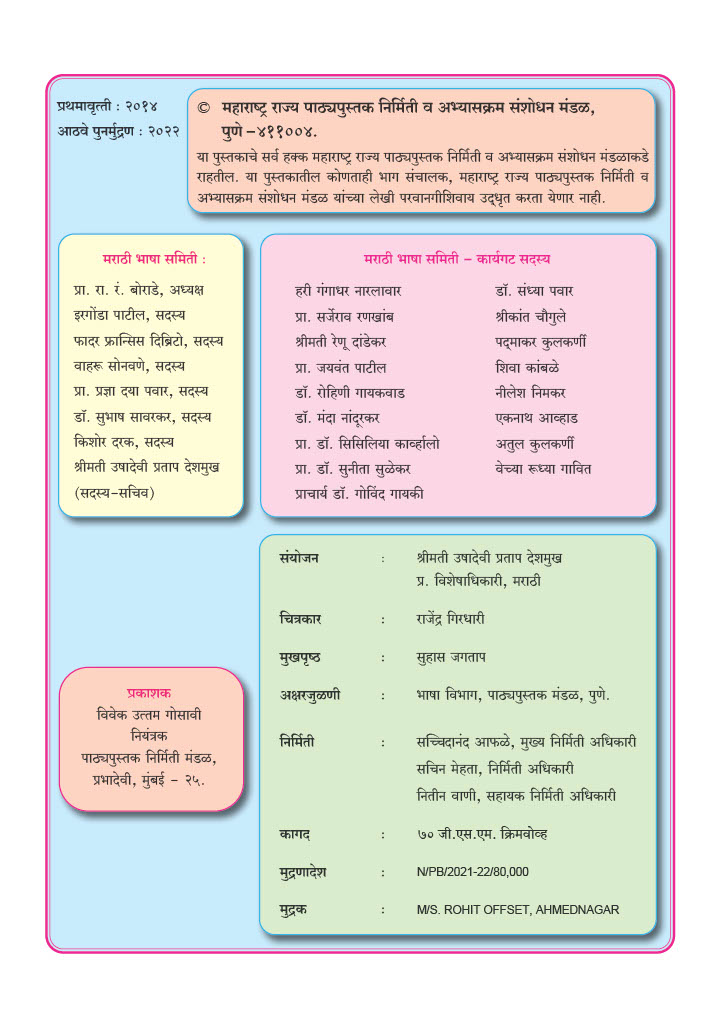 प्रथमावृत्ती : २०१४
आठवे पुनर्मुद्रण : २०२२
© महाराष्ट्र राज्य पाठ्यपुस्तक निर्मिती व अभ्यासक्रम संशोधन मंडळ,
पुणे – ४११००४.
या पुस्तकाचे सर्व हक्क महाराष्ट्र राज्य पाठ्यपुस्तक निर्मिती व अभ्यासक्रम संशोधन मंडळाकडे
राहतील. या पुस्तकातील कोणताही भाग संचालक, महाराष्ट्र राज्य पाठ्यपुस्तक निर्मिती व
अभ्यासक्रम संशोधन मंडळ यांच्या लेखी परवानगीशिवाय उद्धृत करता येणार नाही.
मराठी भाषा समिती :
प्रा. रा. रं. बोराडे, अध्यक्ष
इरगोंडा पाटील, सदस्य
फादर फ्रान्सिस दिब्रिटो, सदस्य
वाहरू सोनवणे, सदस्य
प्रा. प्रज्ञा दया पवार, सदस्य
डॉ. सुभाष सावरकर, सदस्य
किशोर दरक, सदस्य
श्रीमती उषादेवी प्रताप देशमुख
(सदस्य-सचिव)
मराठी भाषा समिती – कार्यगट सदस्य
हरी गंगाधर नारलावार
प्रा. सर्जेराव रणखांब
श्रीमती रेणू दांडेकर
प्रा. जयवंत पाटील
डॉ. रोहिणी गायकवाड
डॉ. मंदा नांदूरकर
प्रा. डॉ. सिसिलिया कार्व्हालो
प्रा. डॉ. सुनीता सुळेकर
प्राचार्य डॉ. गोविंद गायकी
डॉ. संध्या पवार
श्रीकांत चौगुले
पद्माकर कुलकर्णी
शिवा कांबळे
नीलेश निमकर
एकनाथ आव्हाड
अतुल कुलकर्णी
वेच्या रूध्या गावित
प्रकाशक
विवेक उत्तम गोसावी
नियंत्रक
पाठ्यपुस्तक निर्मिती मंडळ,
प्रभादेवी, मुंबई – २५.
संयोजन : श्रीमती उषादेवी प्रताप देशमुख
प्र. विशेषाधिकारी, मराठी
चित्रकार : राजेंद्र गिरधारी
मुखपृष्ठ : सुहास जगताप
अक्षरजुळणी : भाषा विभाग, पाठ्यपुस्तक मंडळ, पुणे.
निर्मिती : सच्चिदानंद आफळे, मुख्य निर्मिती अधिकारी
सचिन मेहता, निर्मिती अधिकारी
नितीन वाणी, सहायक निर्मिती अधिकारी
कागद : ७० जी.एस.एम. क्रिमवोव्ह
मुद्रणादेश : N/PB/2021-22/80,000
मुद्रक : M/S. ROHIT OFFSET, AHMEDNAGAR